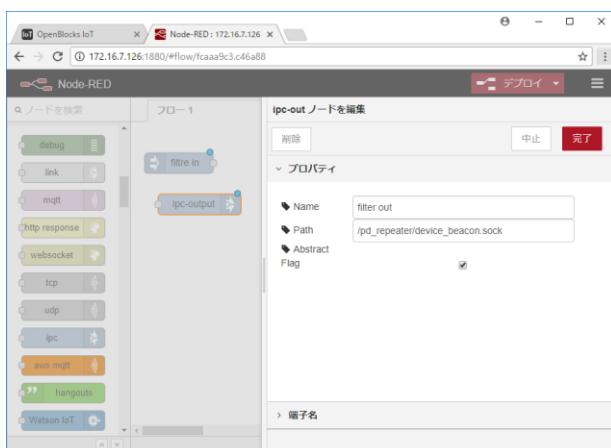 OpenBlocks IoT
Node-RED : 172.16.7.126
172.16.7.126:1880/#flow/fcaaa9c3.c46a88
Node-RED
デプロイ
ノードを検索
フロー 1
ipc-out ノードを編集
削除
中止
完了
プロパティ
debug
link
mqtt
http response
websocket
tcp
udp
ipc
aws mqtt
hangouts
Watson IoT
filtre in
ipc-output
Name
filter out
Path
/pd_repeater/device_beacon.sock
Abstract
Flag
端子名